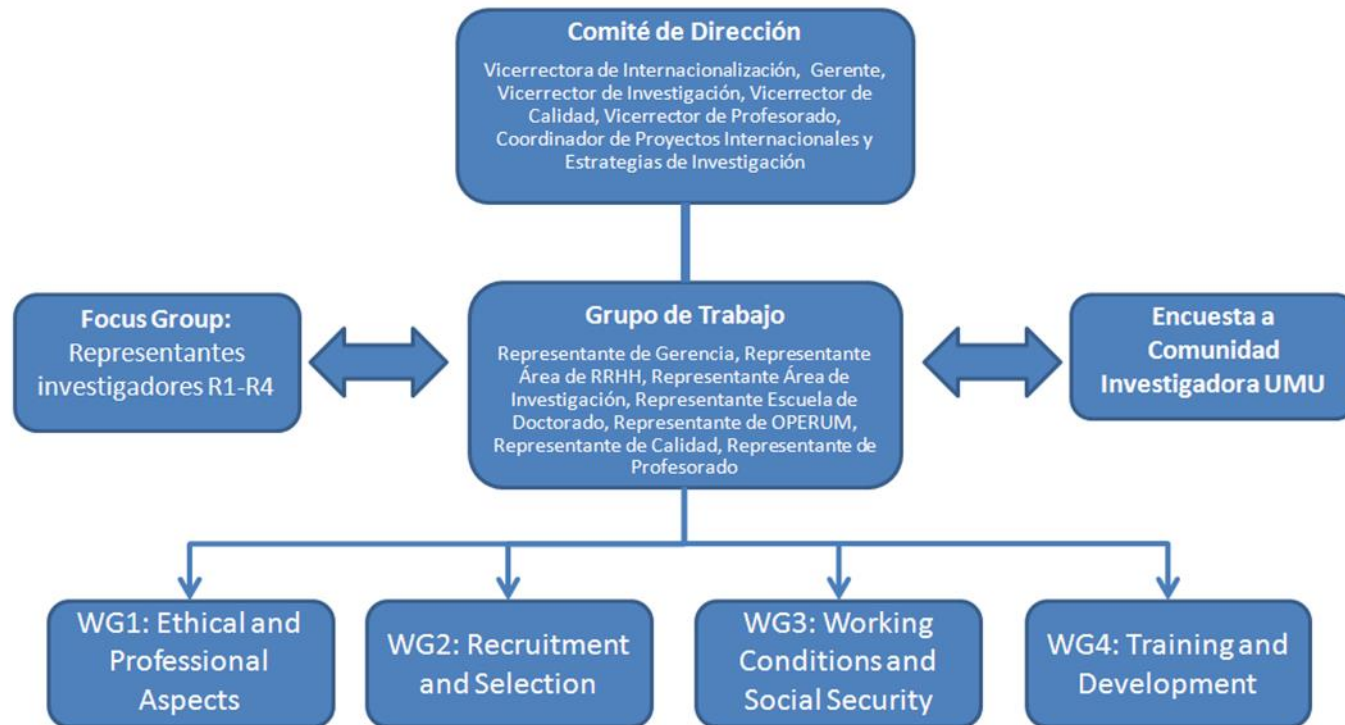 Comité de Dirección
Vicerrectora de Internacionalización, Gerente,
Vicerrector de Investigación, Vicerrector de
Calidad, Vicerrector de Profesorado,
Coordinador de Proyectos Internacionales y
Estrategias de Investigación
Focus Group:
Representantes
investigadores R1-R4
Grupo de Trabajo
Representante de Gerencia, Representante
Área de RRHH, Representante Área de
Investigación, Representante Escuela de
Doctorado, Representante de OPERUM,
Representante de Calidad, Representante de
Profesorado
Encuesta a
Comunidad
Investigadora UMU
WG1: Ethical and
Professional
Aspects
WG2: Recruitment
and Selection
WG3: Working
Conditions and
Social Security
WG4: Training and
Development